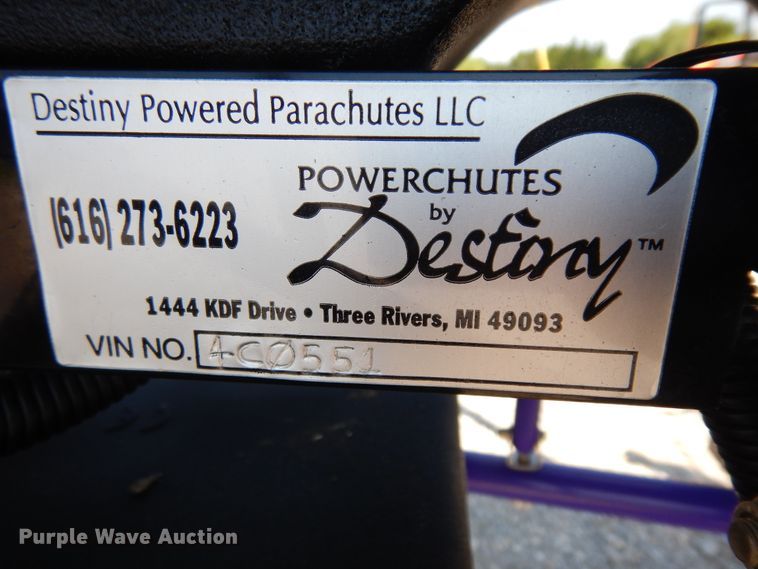 Destiny Powered Parachutes LLC
(616) 273-6223
POWERCHUTES
by
Destiny™
1444 KDF Drive • Three Rivers, MI 49093
VIN NO. 4CØ551
Purple Wave Auction